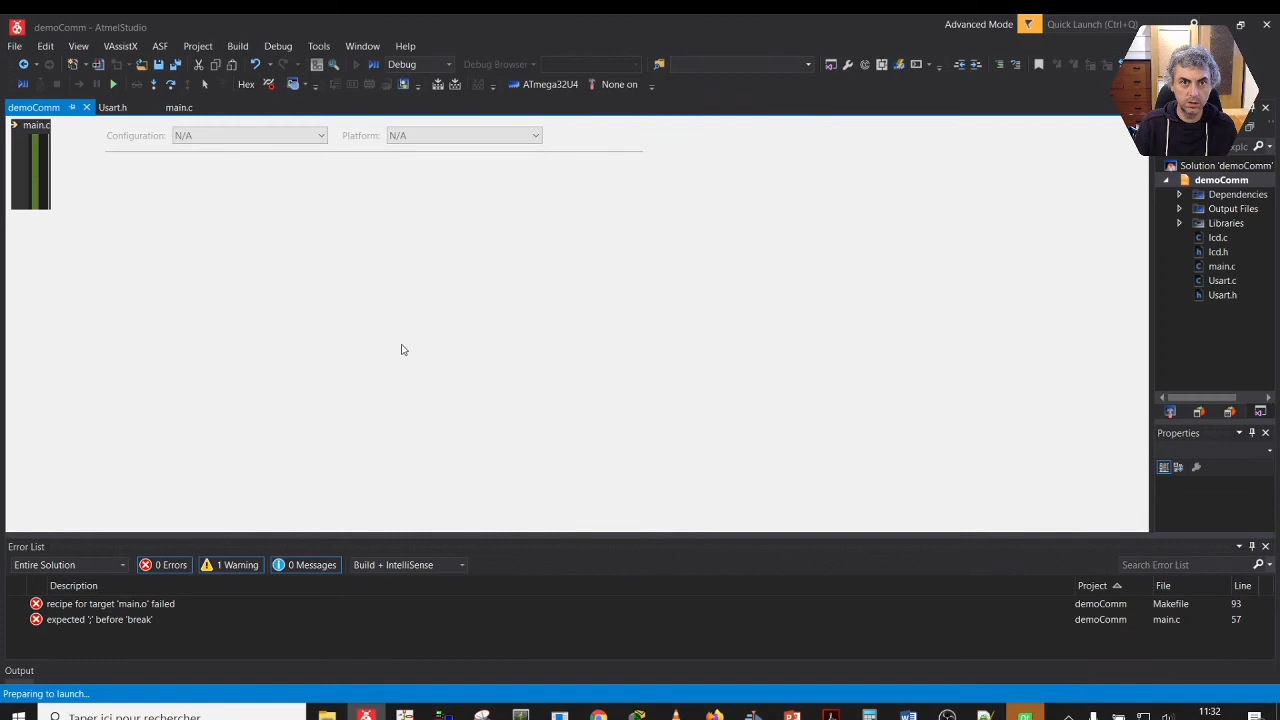 demoComm - AtmelStudio
Advanced Mode
Quick Launch (Ctrl+Q)
File Edit View VAssistX ASF Project Build Debug Tools Window Help
Debug
Debug Browser
Hex
ATmega32U4
None on
demoComm
Usart.h
main.c
main.c
Configuration: N/A
Platform: N/A
Solution 'demoComm'
demoComm
Dependencies
Output Files
Libraries
lcd.c
lcd.h
main.c
Usart.c
Usart.h
Properties
Error List
Entire Solution
0 Errors
1 Warning
0 Messages
Build + IntelliSense
Search Error List
Description Project File Line
recipe for target 'main.o' failed demoComm Makefile 93
expected ';' before 'break' demoComm main.c 57
Output
Preparing to launch...
Taper ici pour rechercher
11:32